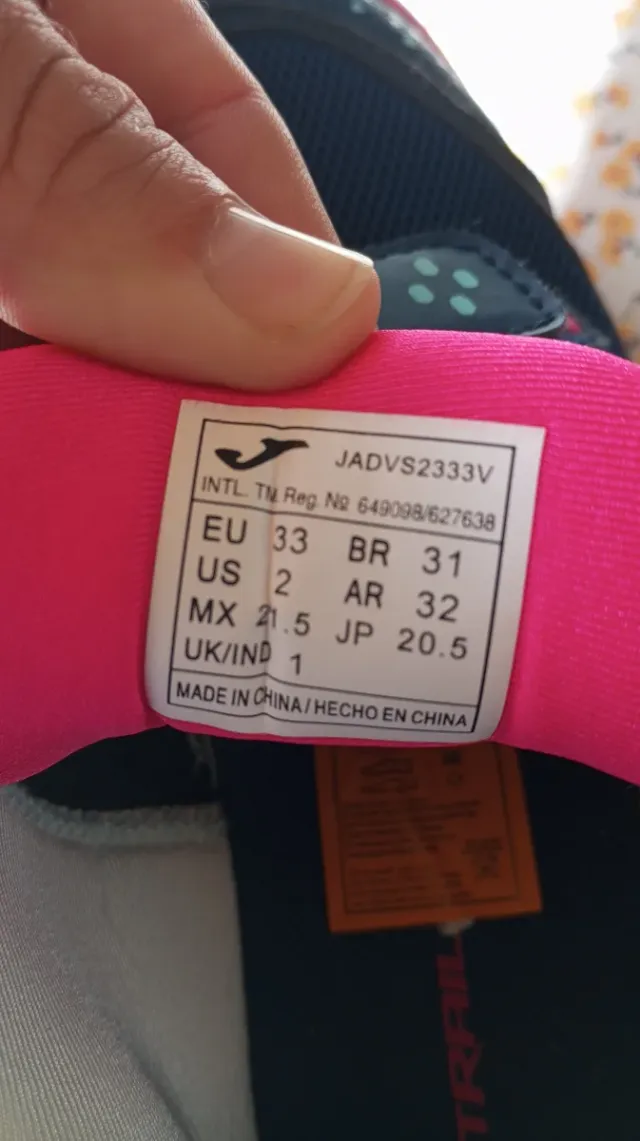 JADVS2333V
INTL. TM Reg. Nº 649098/627638
EU 33 BR 31
US 2 AR 32
MX 21.5 JP 20.5
UK/IND 1
MADE IN CHINA / HECHO EN CHINA
TRAIL